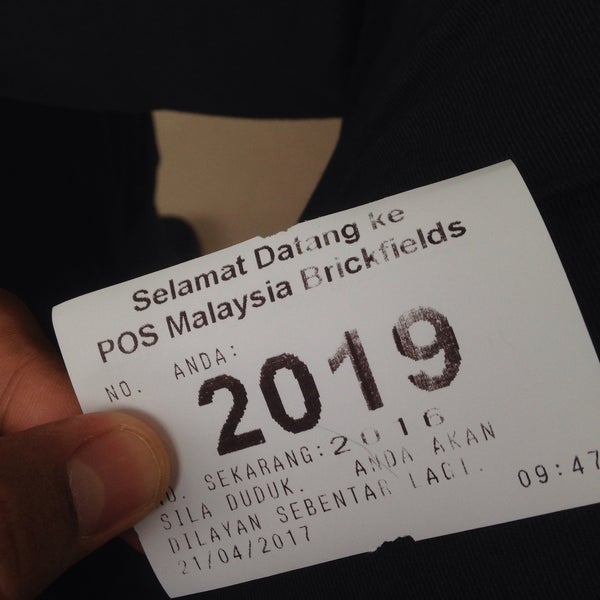 Selamat Datang ke
POS Malaysia Brickfields
NO. ANDA:
2019
NO. SEKARANG:2016
SILA DUDUK. ANDA AKAN
DILAYAN SEBENTAR LAGI.
21/04/2017 09:47